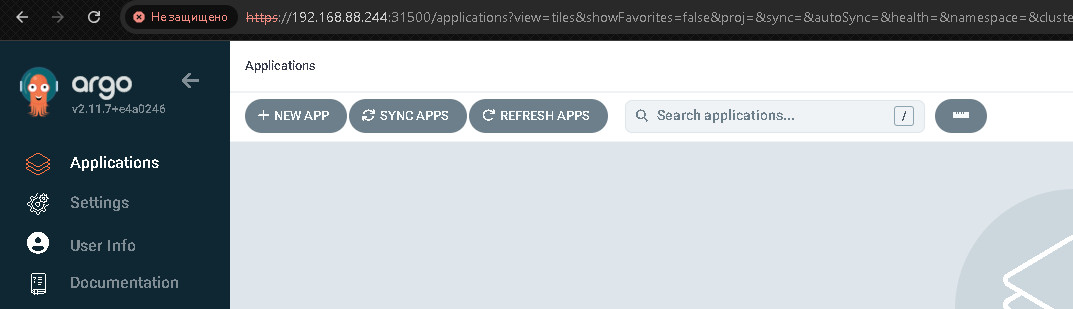 Не защищено https://192.168.88.244:31500/applications?view=tiles&showFavorites=false&proj=&sync=&autoSync=&health=&namespace=&cluste
argo
v2.11.7+e4a0246
Applications
Settings
User Info
Documentation
Applications
NEW APP SYNC APPS REFRESH APPS Search applications... /